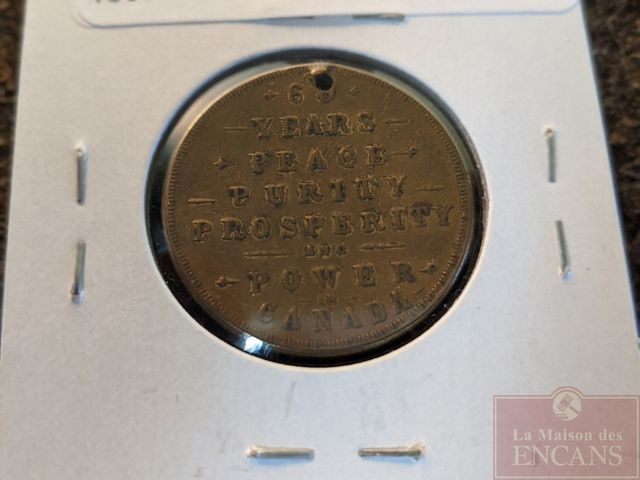 60
YEARS
PEACE
PURITY
PROSPERITY
AND
POWER
IN
CANADA
La Maison des
ENCANS